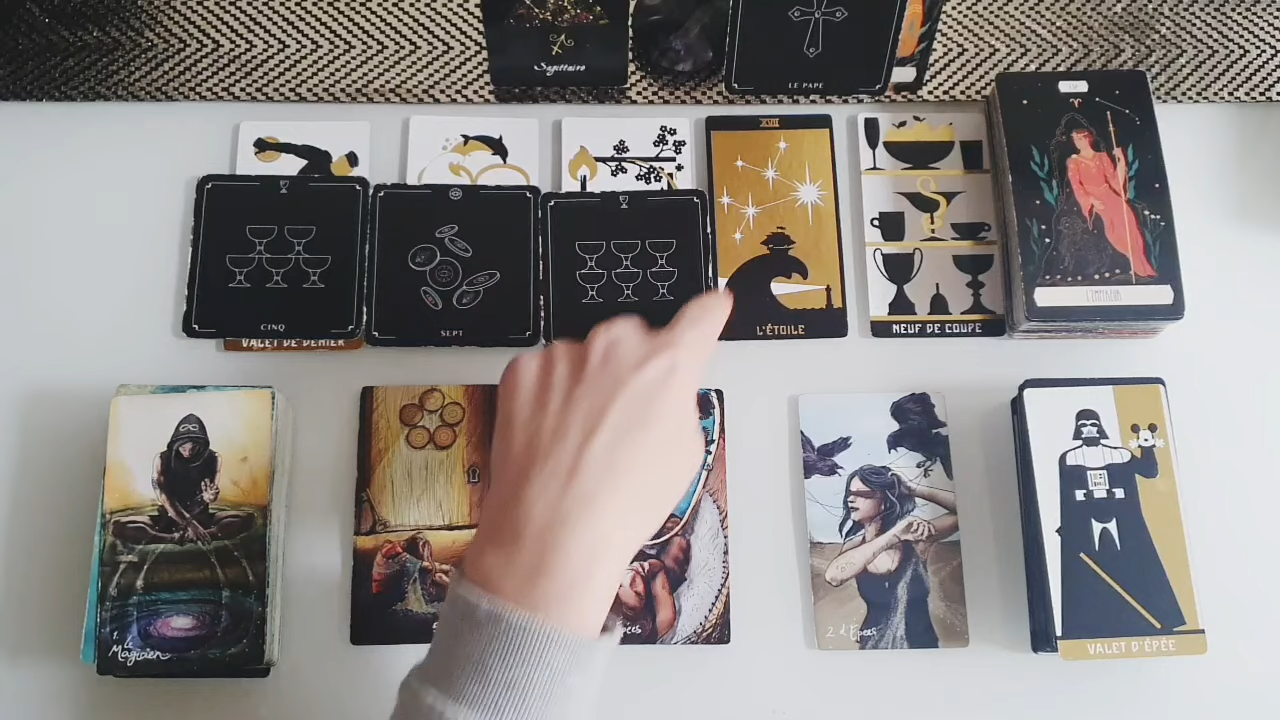 Sagittaire
LE PAPE
XVII
CINQ
SEPT
VALET DE DENIER
L'ÉTOILE
NEUF DE COUPE
L'EMPEREUR
1. Le
Magicien
2 d'Épées
VALET D'ÉPÉE